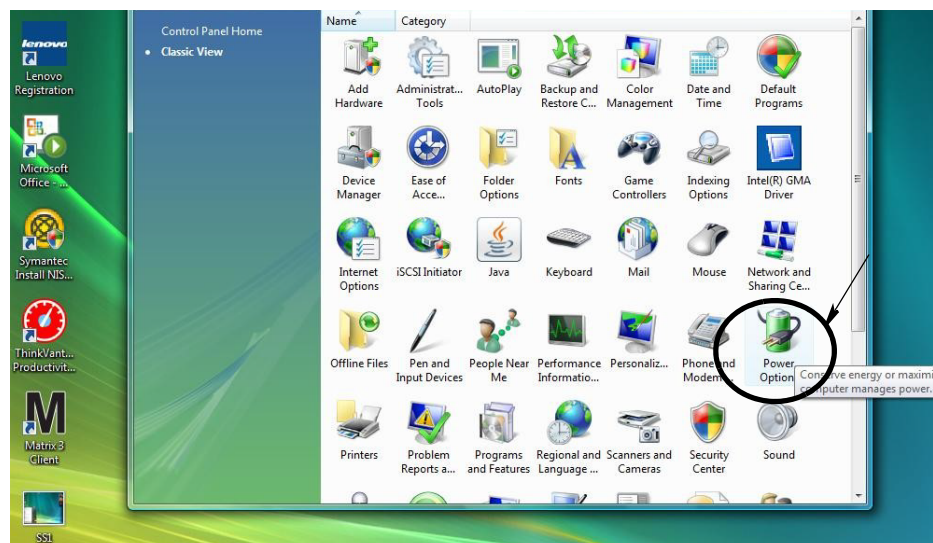 lenovo
Lenovo
Registration
Microsoft
Office - ...
Symantec
Install NIS...
ThinkVant...
Productivit...
M
Matrix 3
Client
SS1
Control Panel Home
• Classic View
Name Category
Add
Hardware
Administrat...
Tools
AutoPlay
Backup and
Restore C...
Color
Management
Date and
Time
Default
Programs
Device
Manager
Ease of
Acce...
Folder
Options
Fonts
Game
Controllers
Indexing
Options
Intel(R) GMA
Driver
Internet
Options
iSCSI Initiator
Java
Keyboard
Mail
Mouse
Network and
Sharing Ce...
Offline Files
Pen and
Input Devices
People Near
Me
Performance
Informatio...
Personaliz...
Phone and
Modem...
Power
Option
Conserve energy or maximi
computer manages power.
Printers
Problem
Reports a...
Programs
and Features
Regional and
Language ...
Scanners and
Cameras
Security
Center
Sound